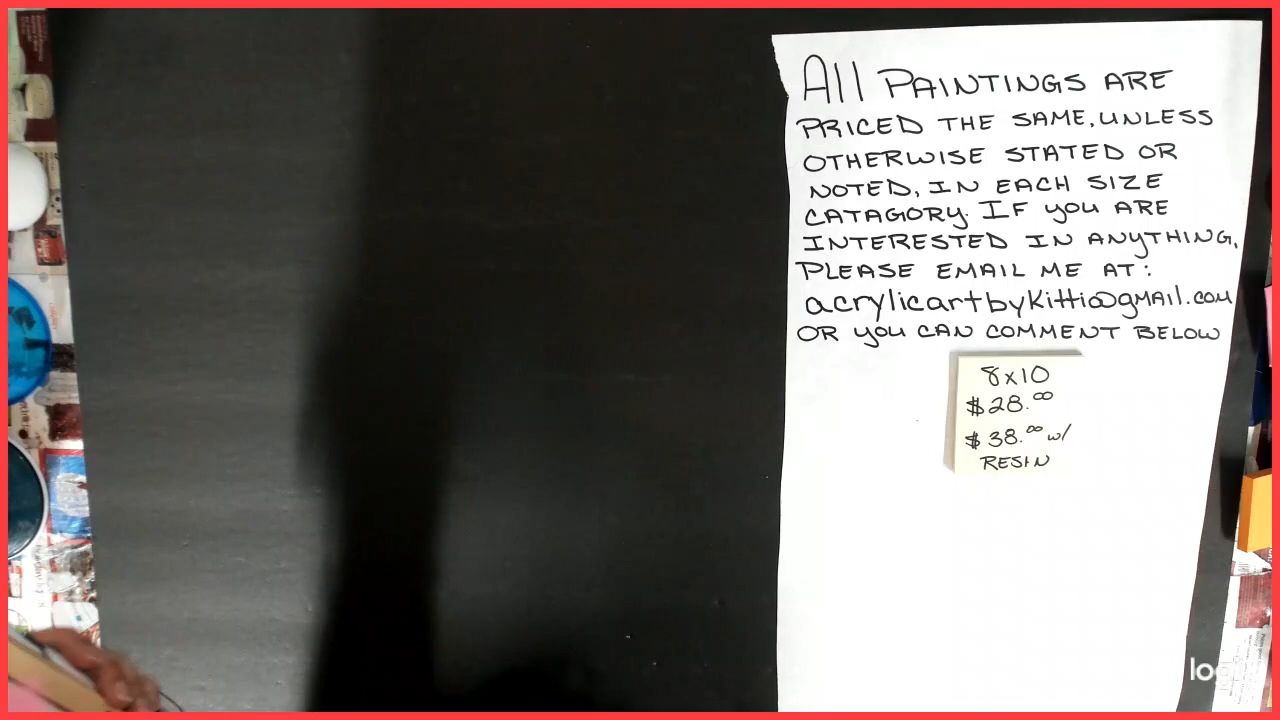 All PAINTINGS ARE
PRICED THE SAME, UNLESS
OTHERWISE STATED OR
NOTED, IN EACH SIZE
CATAGORY. IF YOU ARE
INTERESTED IN ANYTHING,
PLEASE EMAIL ME AT:
acrylicartbyKitti@gmail.com
OR YOU CAN COMMENT BELOW
8x10
$28.00
$38.00 w/
RESIN